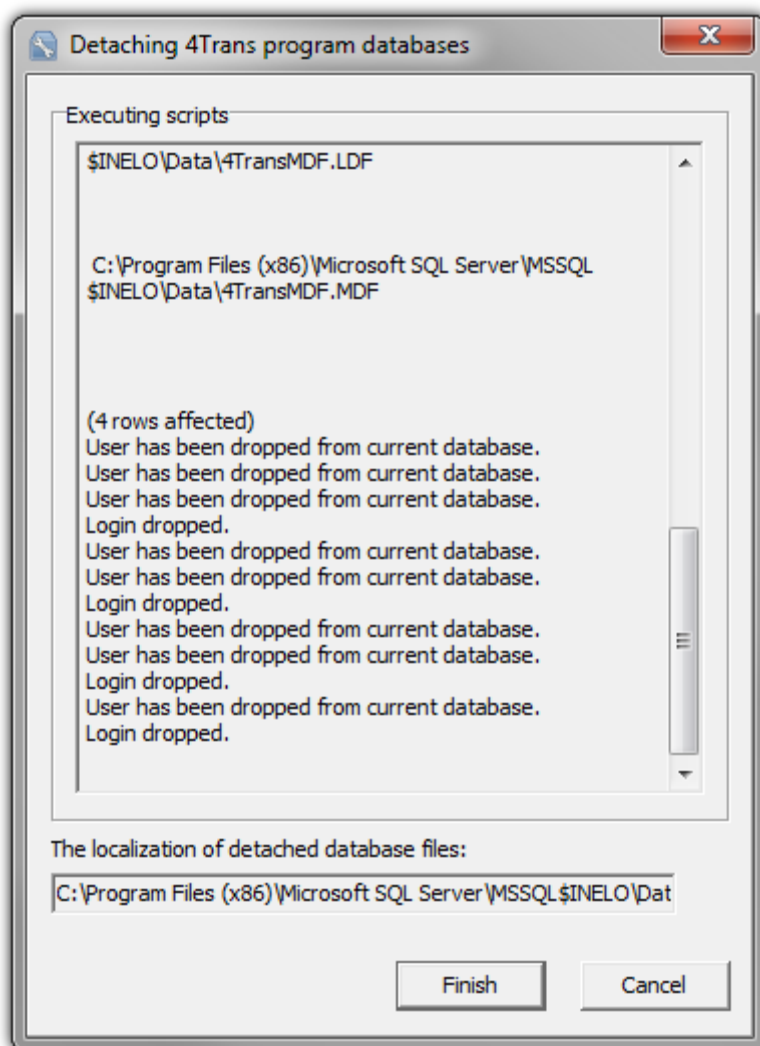 Detaching 4Trans program databases
Executing scripts
$INELO\Data\4TransMDF.LDF
C:\Program Files (x86)\Microsoft SQL Server\MSSQL
$INELO\Data\4TransMDF.MDF
(4 rows affected)
User has been dropped from current database.
User has been dropped from current database.
User has been dropped from current database.
Login dropped.
User has been dropped from current database.
User has been dropped from current database.
Login dropped.
User has been dropped from current database.
User has been dropped from current database.
Login dropped.
User has been dropped from current database.
Login dropped.
The localization of detached database files:
C:\Program Files (x86)\Microsoft SQL Server\MSSQL$INELO\Dat
Finish
Cancel